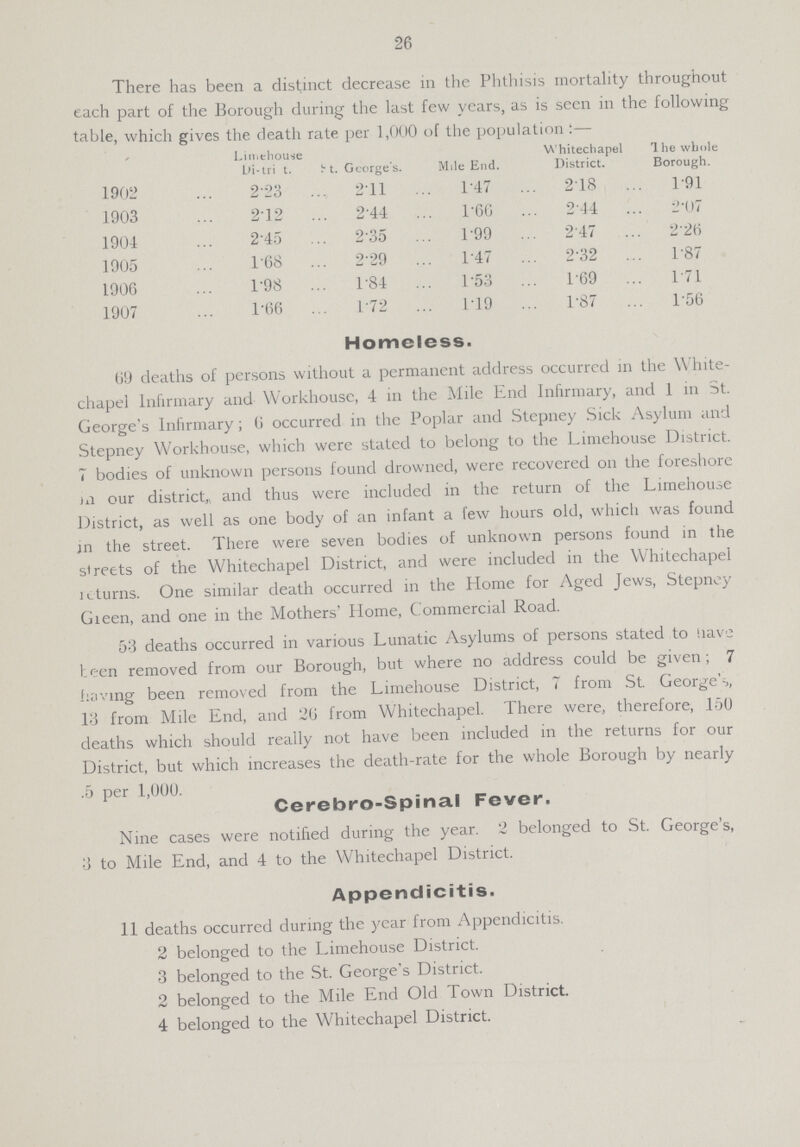 26
There has been a distinct decrease in the Phthisis mortality throughout
each part of the Borough during the last few years, as is seen in the following
table, which gives the death rate per 1,000 of the population :—
Limehouse Di-tri t. St. George's. Mile End. Whitechapel District. The whole Borough.
1902 ... 2·23 ... 2·11 ... 1·47 ... 2·18 ... 1·91
1903 ... 2·12 ... 2·44 ... 1·66 ... 2·44 ... 2·07
1904 ... 2·45 ... 2·35 ... 1·99 ... 2·47 ... 2·26
1905 ... 1·68 ... 2·29 ... 1·47 ... 2·32 ... 1·87
1906 ... 1·98 ... 1·84 ... 1·53 ... 1·69 ... 1·71
1907 ... 1·66 ... 1·72 ... 1·19 ... 1·87 ... 1·56
Homeless.
69 deaths of persons without a permanent address occurred in the White-
chapel Infirmary and Workhouse, 4 in the Mile End Infirmary, and 1 in St.
George's Infirmary; 6 occurred in the Poplar and Stepney Sick Asylum and
Stepney Workhouse, which were stated to belong to the Limehouse District.
7 bodies of unknown persons found drowned, were recovered on the foreshore
in our district, and thus were included in the return of the Limehouse
District, as well as one body of an infant a few hours old, which was found
in the street. There were seven bodies of unknown persons found in the
streets of the Whitechapel District, and were included in the Whitechapel
returns. One similar death occurred in the Home for Aged Jews, Stepney
Green, and one in the Mothers' Home, Commercial Road.
53 deaths occurred in various Lunatic Asylums of persons stated to have
been removed from our Borough, but where no address could be given; 7
having been removed from the Limehouse District, 7 from St. George's,
13 from Mile End, and 26 from Whitechapel. There were, therefore, 150
deaths which should really not have been included in the returns for our
District, but which increases the death-rate for the whole Borough by nearly
.5 per 1,000.
Cerebro-Spinal Fever.
Nine cases were notified during the year. 2 belonged to St. George's,
3 to Mile End, and 4 to the Whitechapel District.
Appendicitis.
11 deaths occurred during the year from Appendicitis.
2 belonged to the Limehouse District.
3 belonged to the St. George's District.
2 belonged to the Mile End Old Town District.
4 belonged to the Whitechapel District.